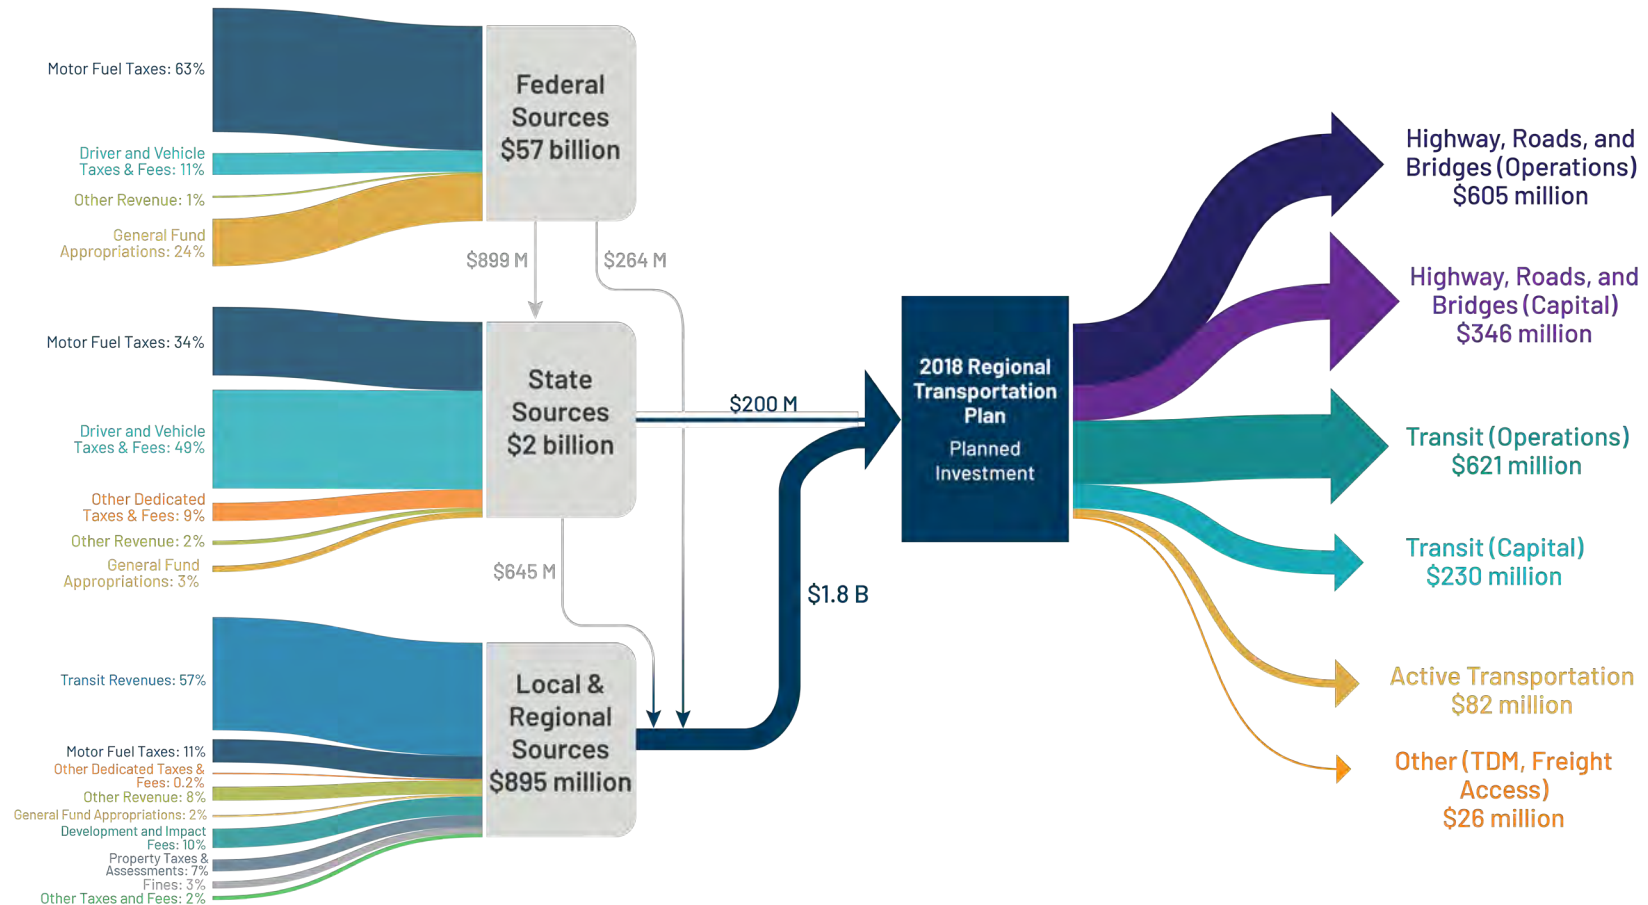 Motor Fuel Taxes: 63%
Driver and Vehicle
Taxes & Fees: 11%
Other Revenue: 1%
General Fund
Appropriations: 24%
Federal
Sources
$57 billion
$899 M
$264 M
Motor Fuel Taxes: 34%
Driver and Vehicle
Taxes & Fees: 49%
Other Dedicated
Taxes & Fees: 9%
Other Revenue: 2%
General Fund
Appropriations: 3%
State
Sources
$2 billion
$645 M
$200 M
Transit Revenues: 57%
Motor Fuel Taxes: 11%
Other Dedicated Taxes &
Fees: 0.2%
Other Revenue: 8%
General Fund Appropriations: 2%
Development and Impact
Fees: 10%
Property Taxes &
Assessments: 7%
Fines: 3%
Other Taxes and Fees: 2%
Local &
Regional
Sources
$895 million
$1.8 B
2018 Regional
Transportation
Plan
Planned
Investment
Highway, Roads, and
Bridges (Operations)
$605 million
Highway, Roads, and
Bridges (Capital)
$346 million
Transit (Operations)
$621 million
Transit (Capital)
$230 million
Active Transportation
$82 million
Other (TDM, Freight
Access)
$26 million